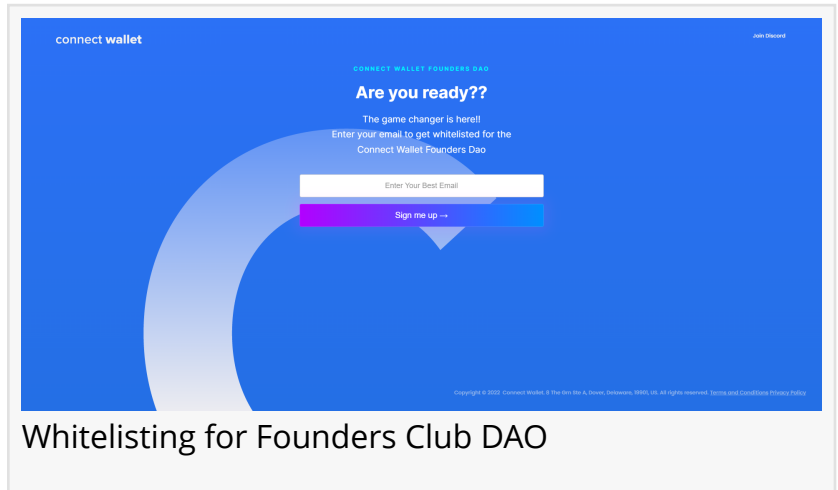 connect wallet
Join Discord
CONNECT WALLET FOUNDERS DAO
Are you ready??
The game changer is here!!
Enter your email to get whitelisted for the
Connect Wallet Founders Dao
Enter Your Best Email
Sign me up →
Copyright © 2022 Connect Wallet. 8 The Grn Ste A, Dover, Delaware, 19901, US. All rights reserved. Terms and Conditions Privacy Policy
Whitelisting for Founders Club DAO